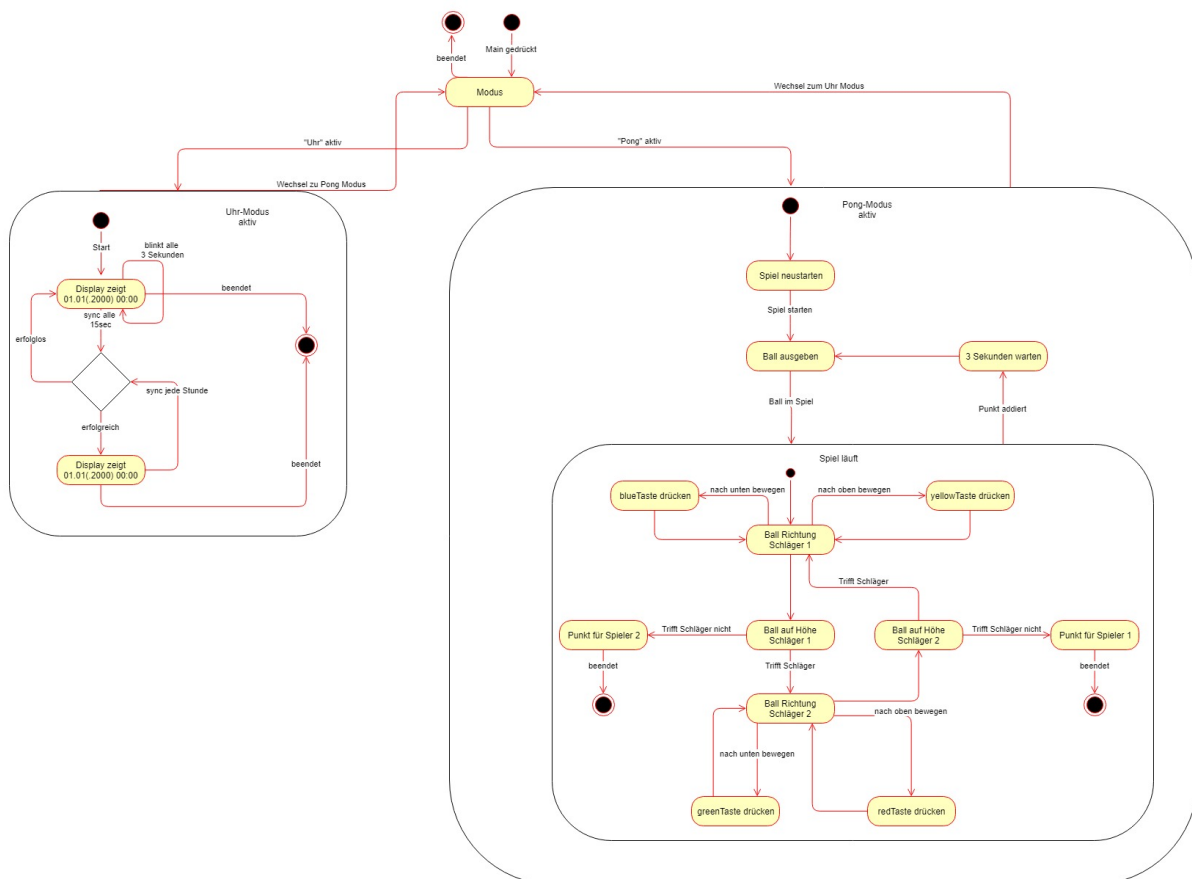 Main gedrückt
beendet
Modus
Wechsel zum Uhr Modus
"Uhr" aktiv
"Pong" aktiv
Wechsel zu Pong Modus
Uhr-Modus
aktiv
Start
blinkt alle
3 Sekunden
Display zeigt
01.01(.2000) 00:00
beendet
sync alle
15sec
erfolglos
sync jede Stunde
erfolgreich
Display zeigt
01.01(.2000) 00:00
beendet
Pong-Modus
aktiv
Spiel neustarten
Spiel starten
Ball ausgeben
3 Sekunden warten
Ball im Spiel
Punkt addiert
Spiel läuft
blueTaste drücken
nach unten bewegen
nach oben bewegen
yellowTaste drücken
Ball Richtung
Schläger 1
Trifft Schläger
Punkt für Spieler 2
Trifft Schläger nicht
Ball auf Höhe
Schläger 1
Ball auf Höhe
Schläger 2
Trifft Schläger nicht
Punkt für Spieler 1
beendet
Trifft Schläger
beendet
Ball Richtung
Schläger 2
nach oben bewegen
nach unten bewegen
greenTaste drücken
redTaste drücken